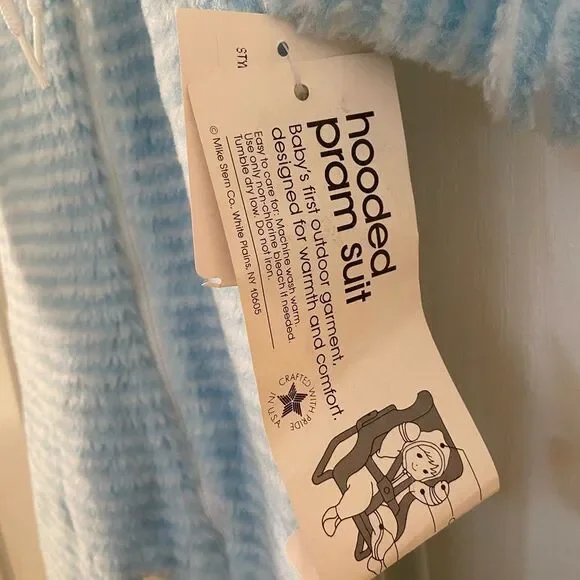 STYL
hooded
pram suit
Baby's first outdoor garment,
designed for warmth and comfort.
Easy to care for: Machine wash warm.
Use only non-chlorine bleach if needed.
Tumble dry low. Do not iron.
© Mike Stern Co., White Plains, NY 10605
CRAFTED WITH PRIDE
IN U.S.A.